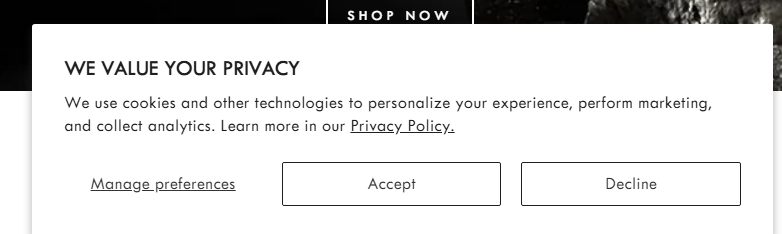 SHOP NOW
WE VALUE YOUR PRIVACY
We use cookies and other technologies to personalize your experience, perform marketing,
and collect analytics. Learn more in our Privacy Policy.
Manage preferences
Accept
Decline